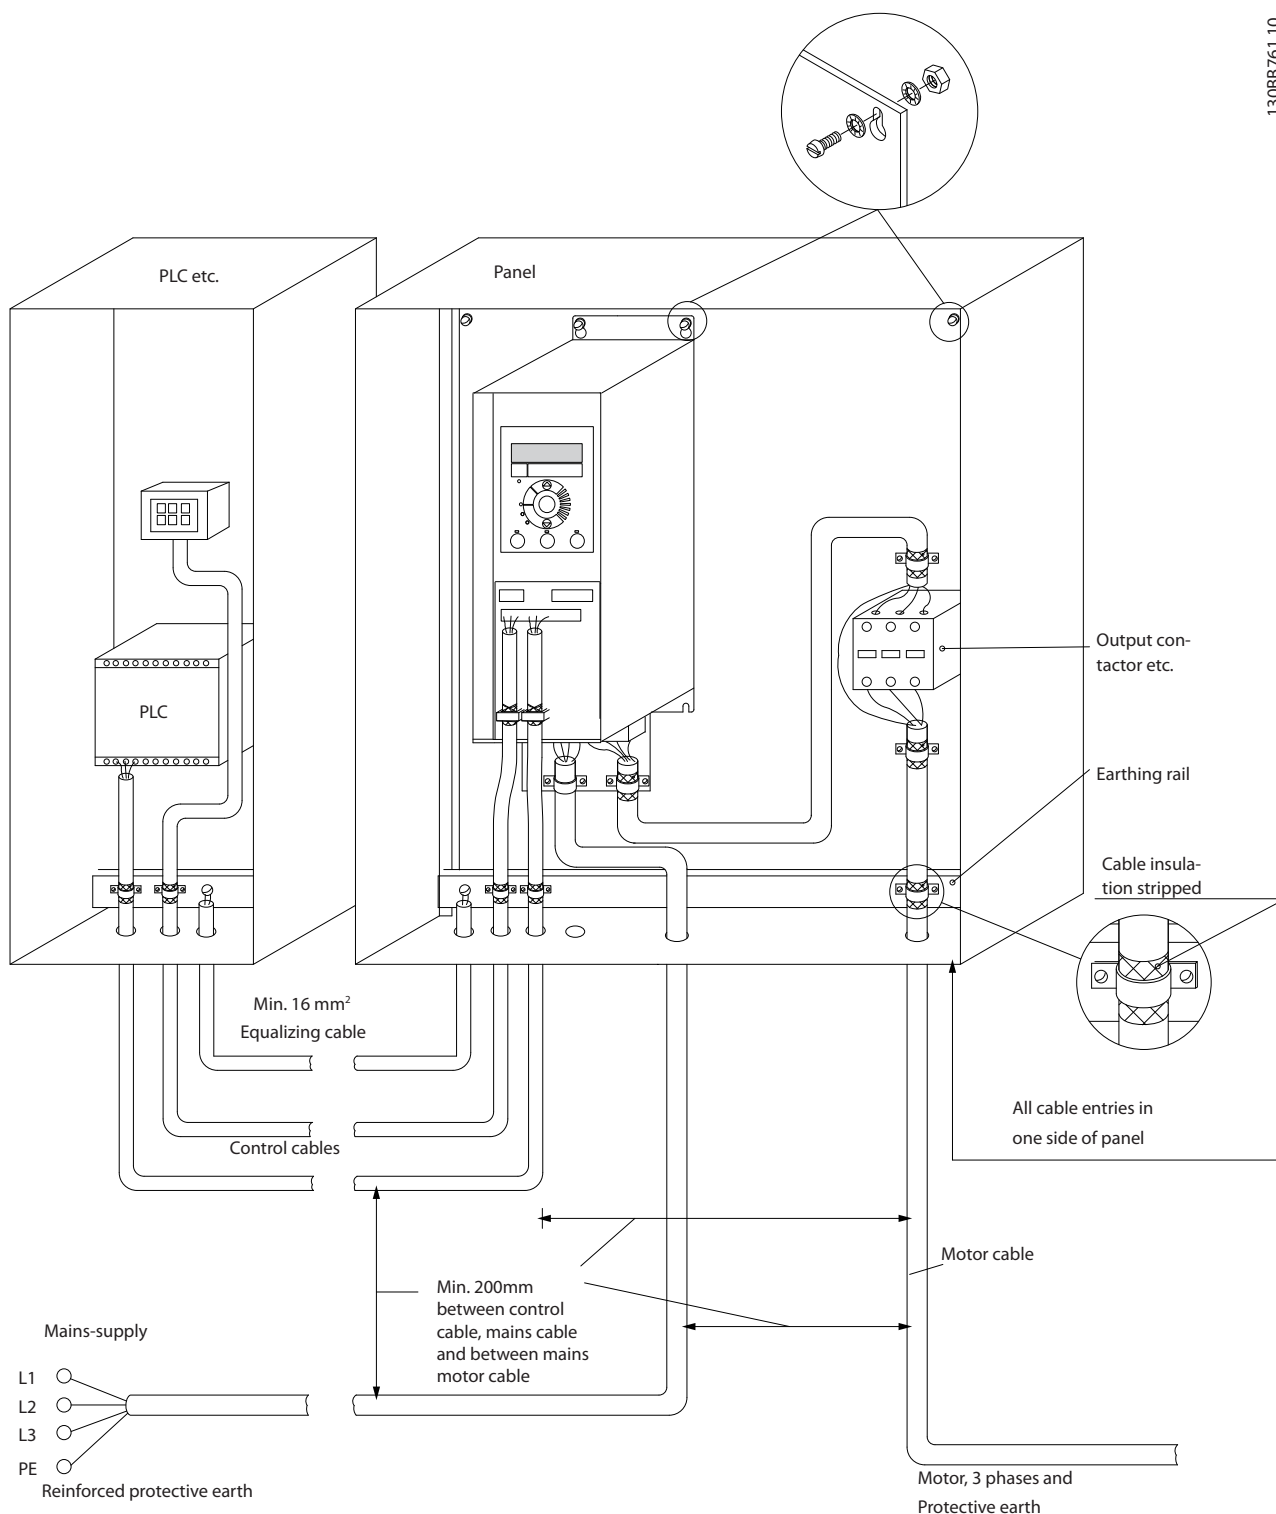 130BB761.10
PLC etc.
Panel
Output con-
tactor etc.
PLC
Earthing rail
Cable insula-
tion stripped
Min. 16 mm²
Equalizing cable
All cable entries in
one side of panel
Control cables
Motor cable
Min. 200mm
between control
cable, mains cable
and between mains
motor cable
Mains-supply
L1
L2
L3
PE
Reinforced protective earth
Motor, 3 phases and
Protective earth